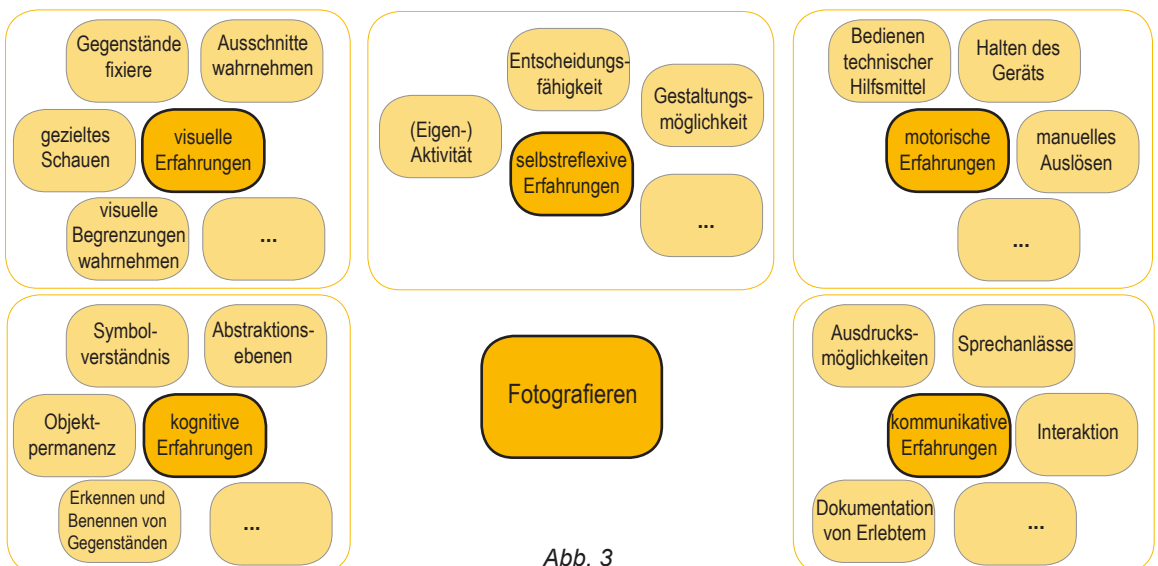 Gegenstände
fixiere
Ausschnitte
wahrnehmen
gezieltes
Schauen
visuelle
Erfahrungen
visuelle
Begrenzungen
wahrnehmen
...
Entscheidungs-
fähigkeit
Gestaltungs-
möglichkeit
(Eigen-)
Aktivität
selbstreflexive
Erfahrungen
...
Bedienen
technischer
Hilfsmittel
Halten des
Geräts
motorische
Erfahrungen
manuelles
Auslösen
...
Symbol-
verständnis
Abstraktions-
ebenen
Objekt-
permanenz
kognitive
Erfahrungen
Erkennen und
Benennen von
Gegenständen
...
Fotografieren
Ausdrucks-
möglichkeiten
Sprechanlässe
kommunikative
Erfahrungen
Interaktion
Dokumentation
von Erlebtem
...
Abb. 3